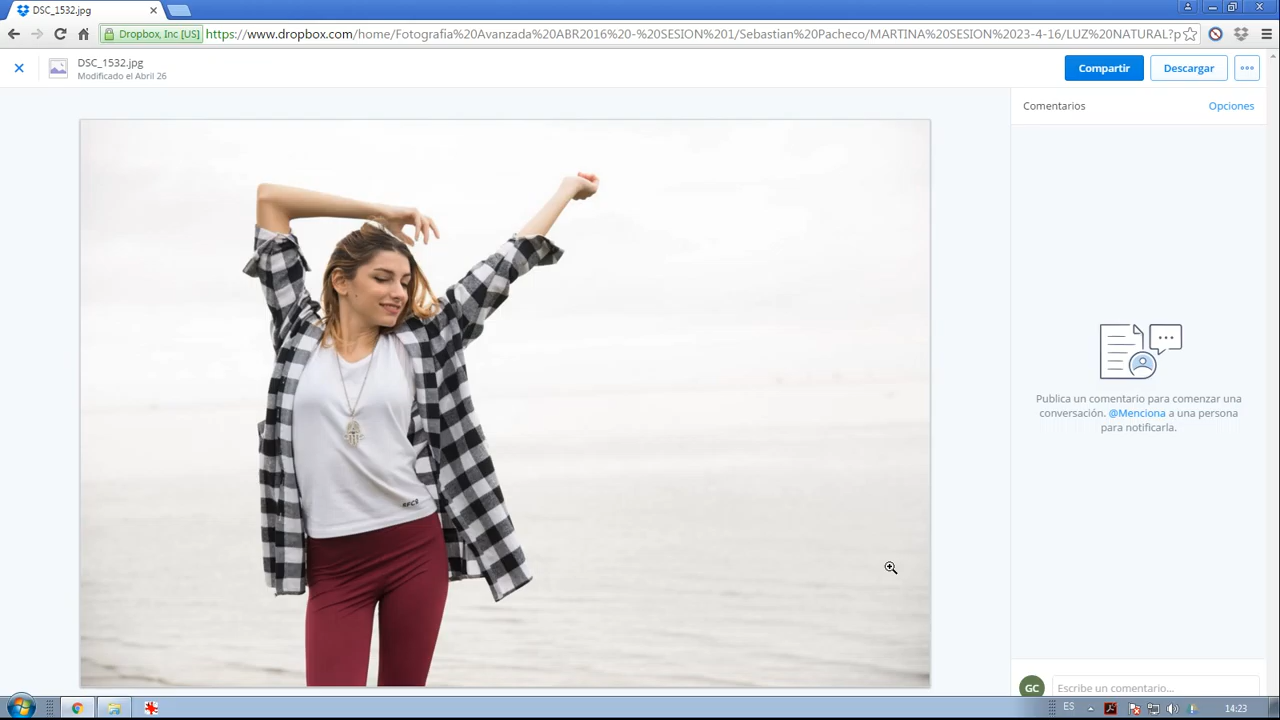 DSC_1532.jpg
Dropbox, Inc [US]
https://www.dropbox.com/home/Fotografia%20Avanzada%20ABR2016%20-%20SESION%201/Sebastian%20Pacheco/MARTINA%20SESION%2023-4-16/LUZ%20NATURAL?p
DSC_1532.jpg
Modificado el Abril 26
Compartir
Descargar
Comentarios
Opciones
Publica un comentario para comenzar una
conversación. @Menciona a una persona
para notificarla.
GC
Escribe un comentario...
ES
14:23